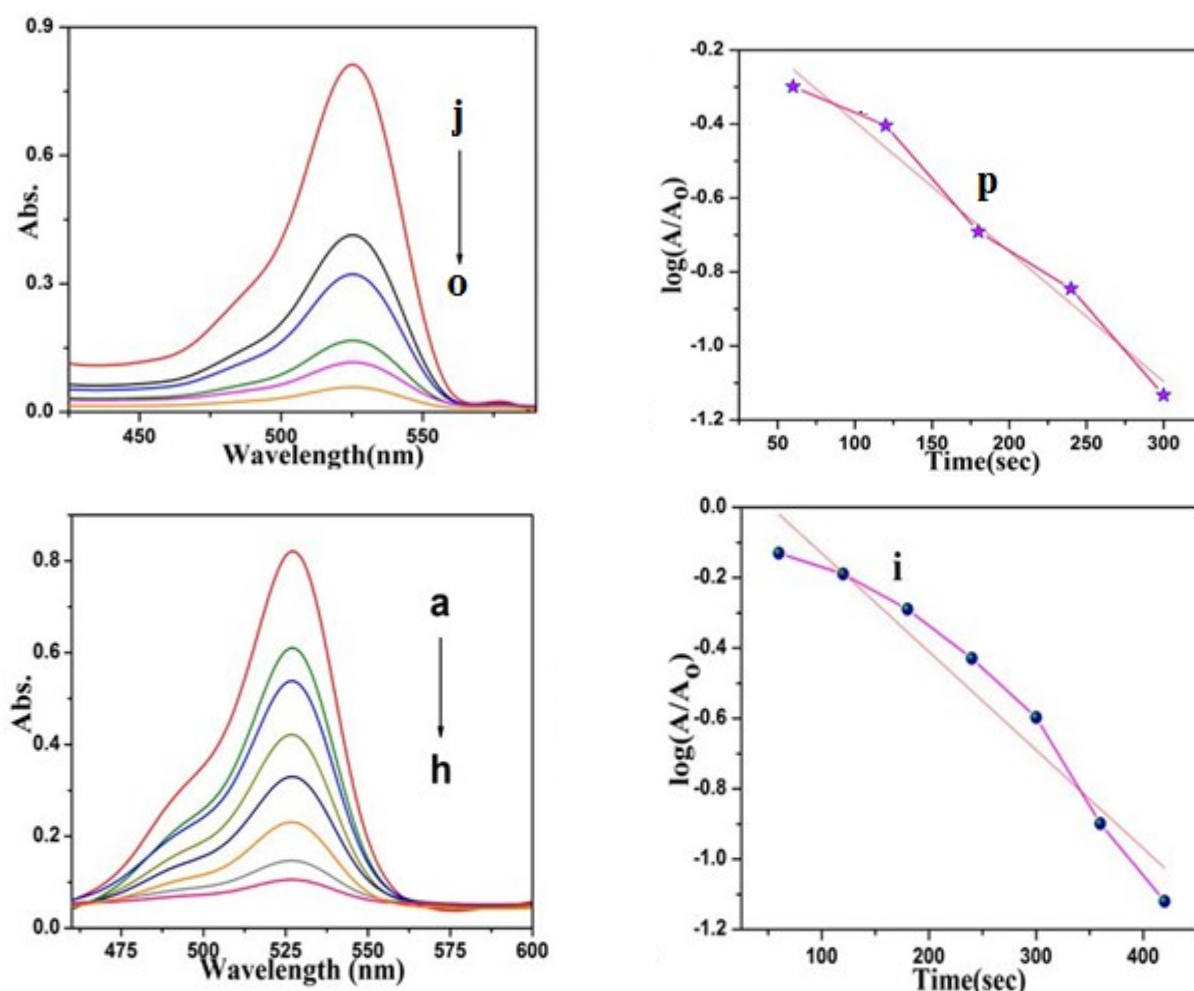 0.9
0.6
0.3
0.0
Abs.
j
o
450
500
550
Wavelength(nm)
-0.2
-0.4
-0.6
-0.8
-1.0
-1.2
log(A/A0)
p
50
100
150
200
250
300
Time(sec)
0.8
0.6
0.4
0.2
0.0
Abs.
a
h
475
500
525
550
575
600
Wavelength (nm)
0.0
-0.2
-0.4
-0.6
-0.8
-1.0
-1.2
log(A/A0)
i
100
200
300
400
Time(sec)